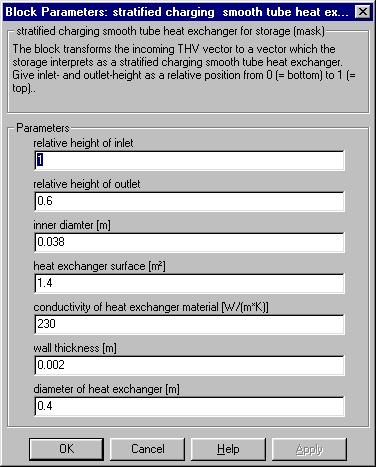 Block Parameters: stratified charging  smooth tube heat ex...
stratified charging smooth tube heat exchanger for storage (mask)
The block transforms the incoming THV vector to a vector which the
storage interprets as a stratified charging smooth tube heat exchanger.
Give inlet- and outlet-height as a relative position from 0 (= bottom) to 1 (=
top)..
Parameters
relative height of inlet
1
relative height of outlet
0.6
inner diamter [m]
0.038
heat exchanger surface [m²]
1.4
conductivity of heat exchanger material [W/(m*K)]
230
wall thickness [m]
0.002
diameter of heat exchanger [m]
0.4
OK Cancel Help Apply